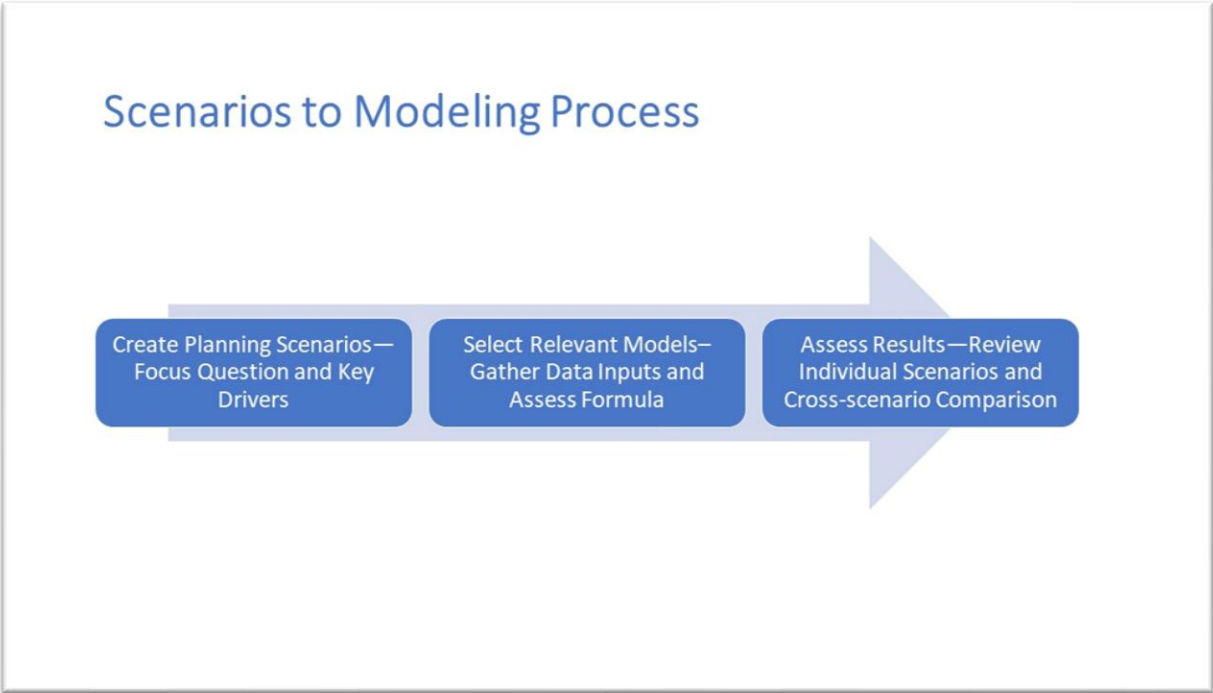 Scenarios to Modeling Process
Create Planning Scenarios—
Focus Question and Key
Drivers
Select Relevant Models–
Gather Data Inputs and
Assess Formula
Assess Results—Review
Individual Scenarios and
Cross-scenario Comparison